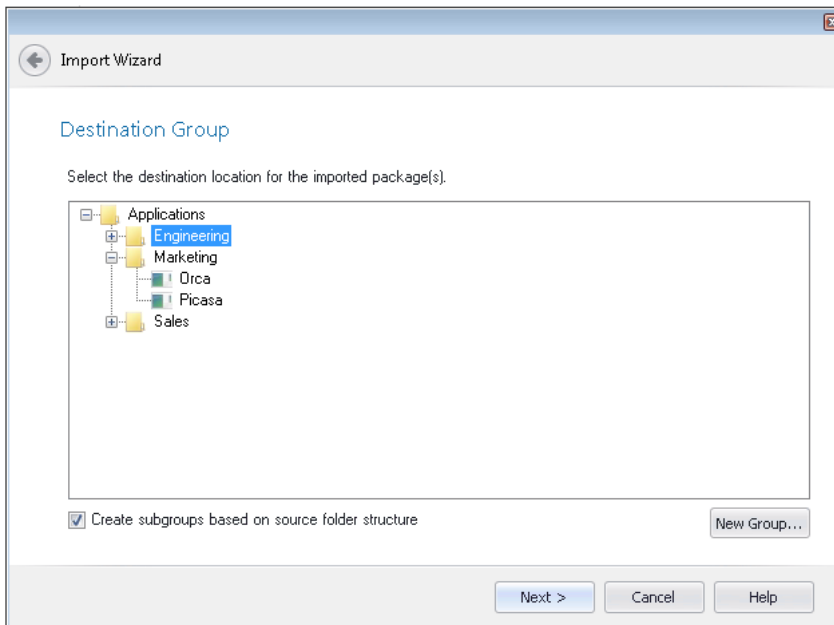 Import Wizard
Destination Group
Select the destination location for the imported package(s).
Applications
Engineering
Marketing
Orca
Picasa
Sales
Create subgroups based on source folder structure
New Group...
Next >
Cancel
Help